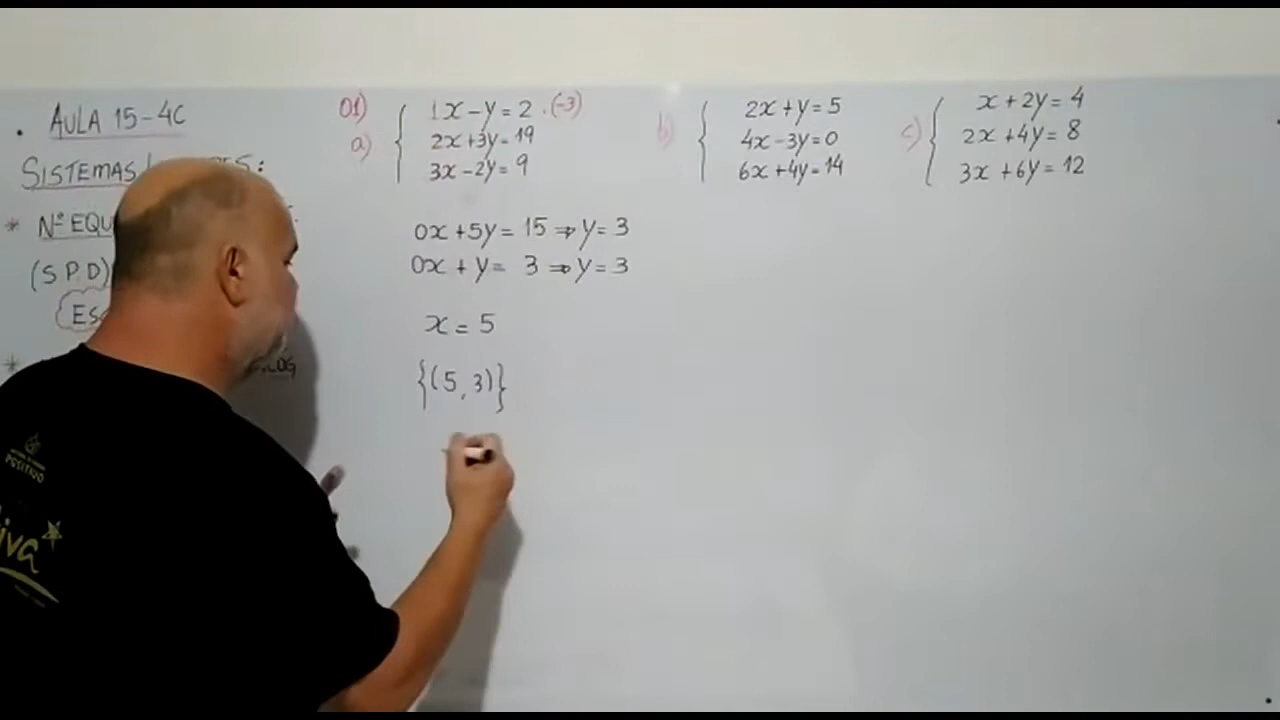 • AULA 15-4C
SISTEMAS :
* Nº EQU
(S P D)
*
01)
a)
1x - y = 2 .(-3)
2x + 3y = 19
3x - 2y = 9
0x + 5y = 15 ⇒ y = 3
0x + y = 3 ⇒ y = 3
x = 5
{(5, 3)}
b)
2x + y = 5
4x - 3y = 0
6x + 4y = 14
c)
x + 2y = 4
2x + 4y = 8
3x + 6y = 12
POSITIVO
iva